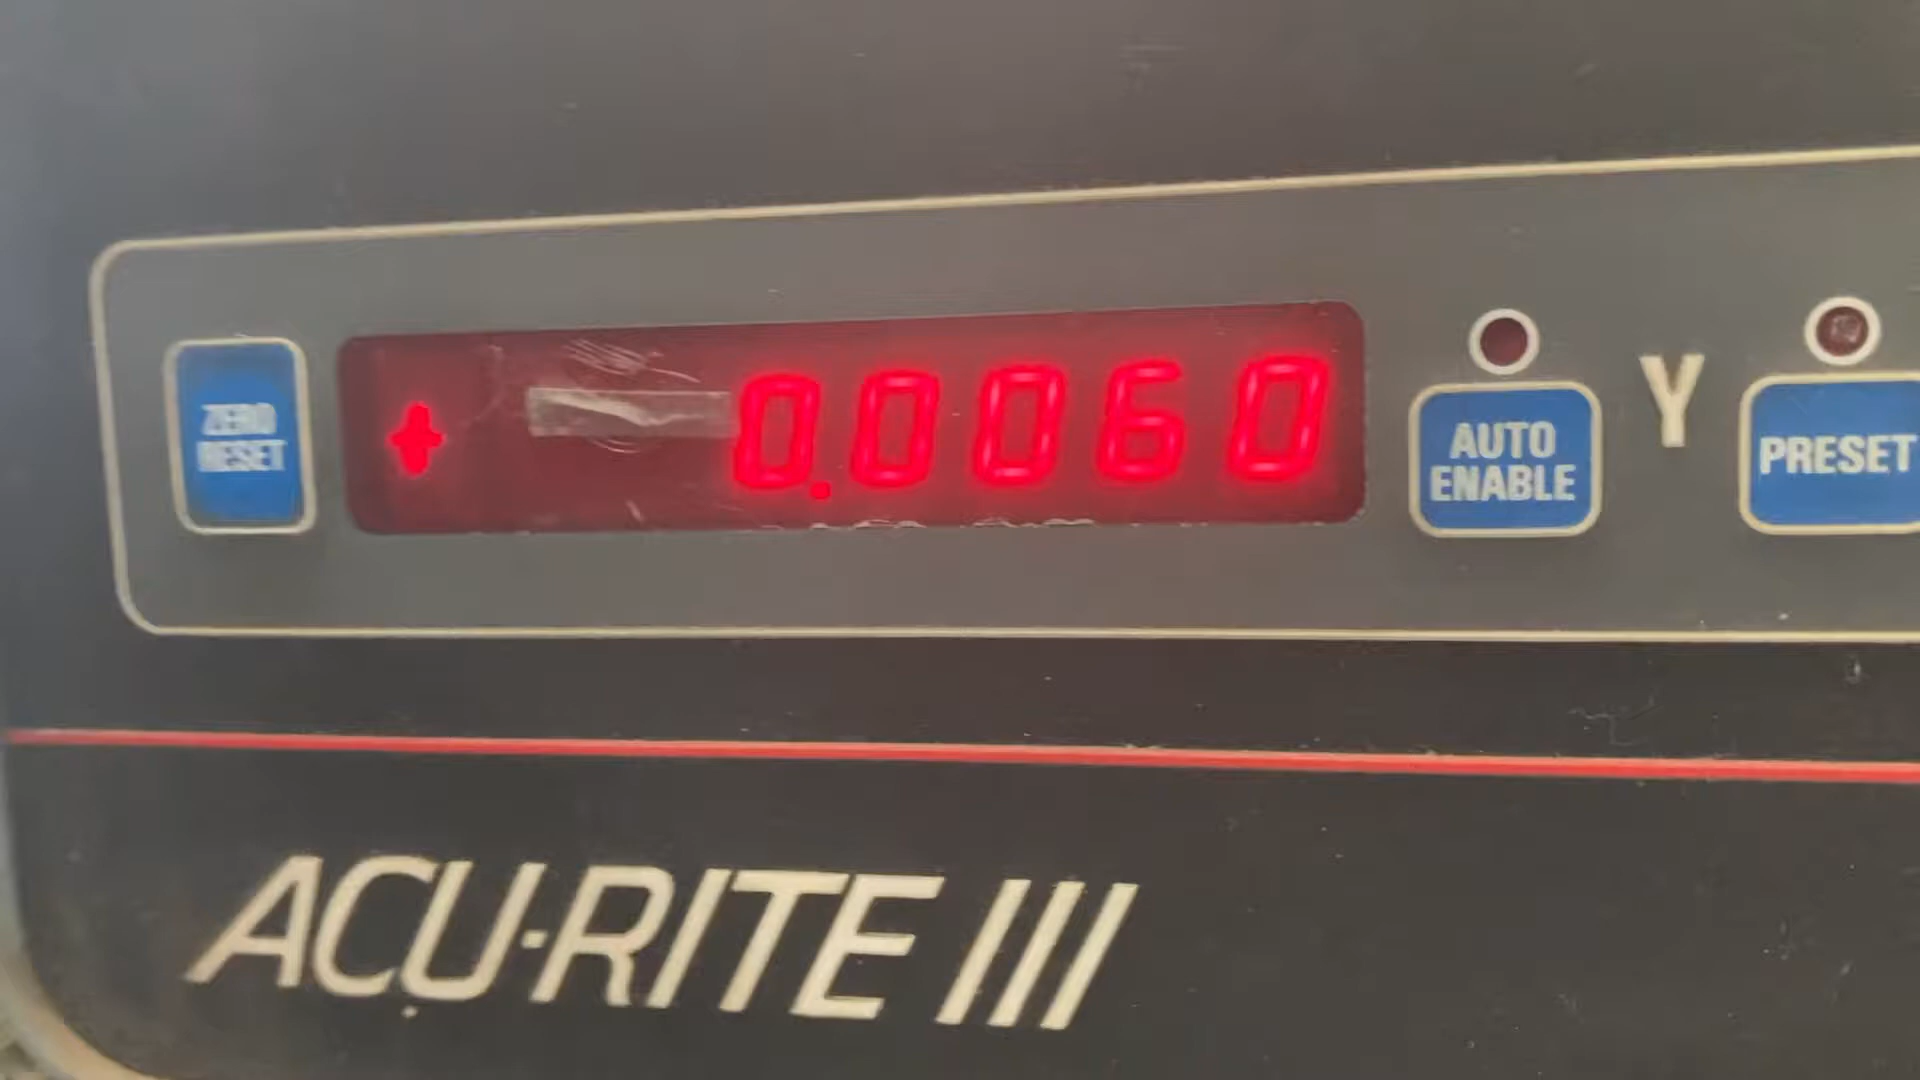 ZERO
RESET
+ 0.0060
AUTO
ENABLE
Y
PRESET
ACU·RITE III